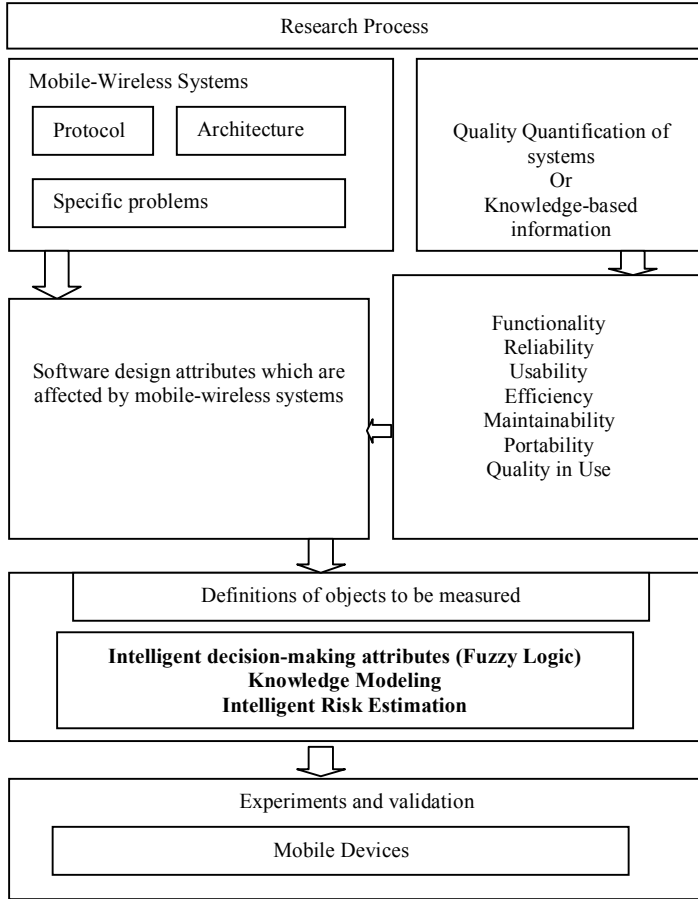 Research Process
Mobile-Wireless Systems
Protocol
Architecture
Specific problems
Quality Quantification of
systems
Or
Knowledge-based
information
Software design attributes which are
affected by mobile-wireless systems
Functionality
Reliability
Usability
Efficiency
Maintainability
Portability
Quality in Use
Definitions of objects to be measured
Intelligent decision-making attributes (Fuzzy Logic)
Knowledge Modeling
Intelligent Risk Estimation
Experiments and validation
Mobile Devices